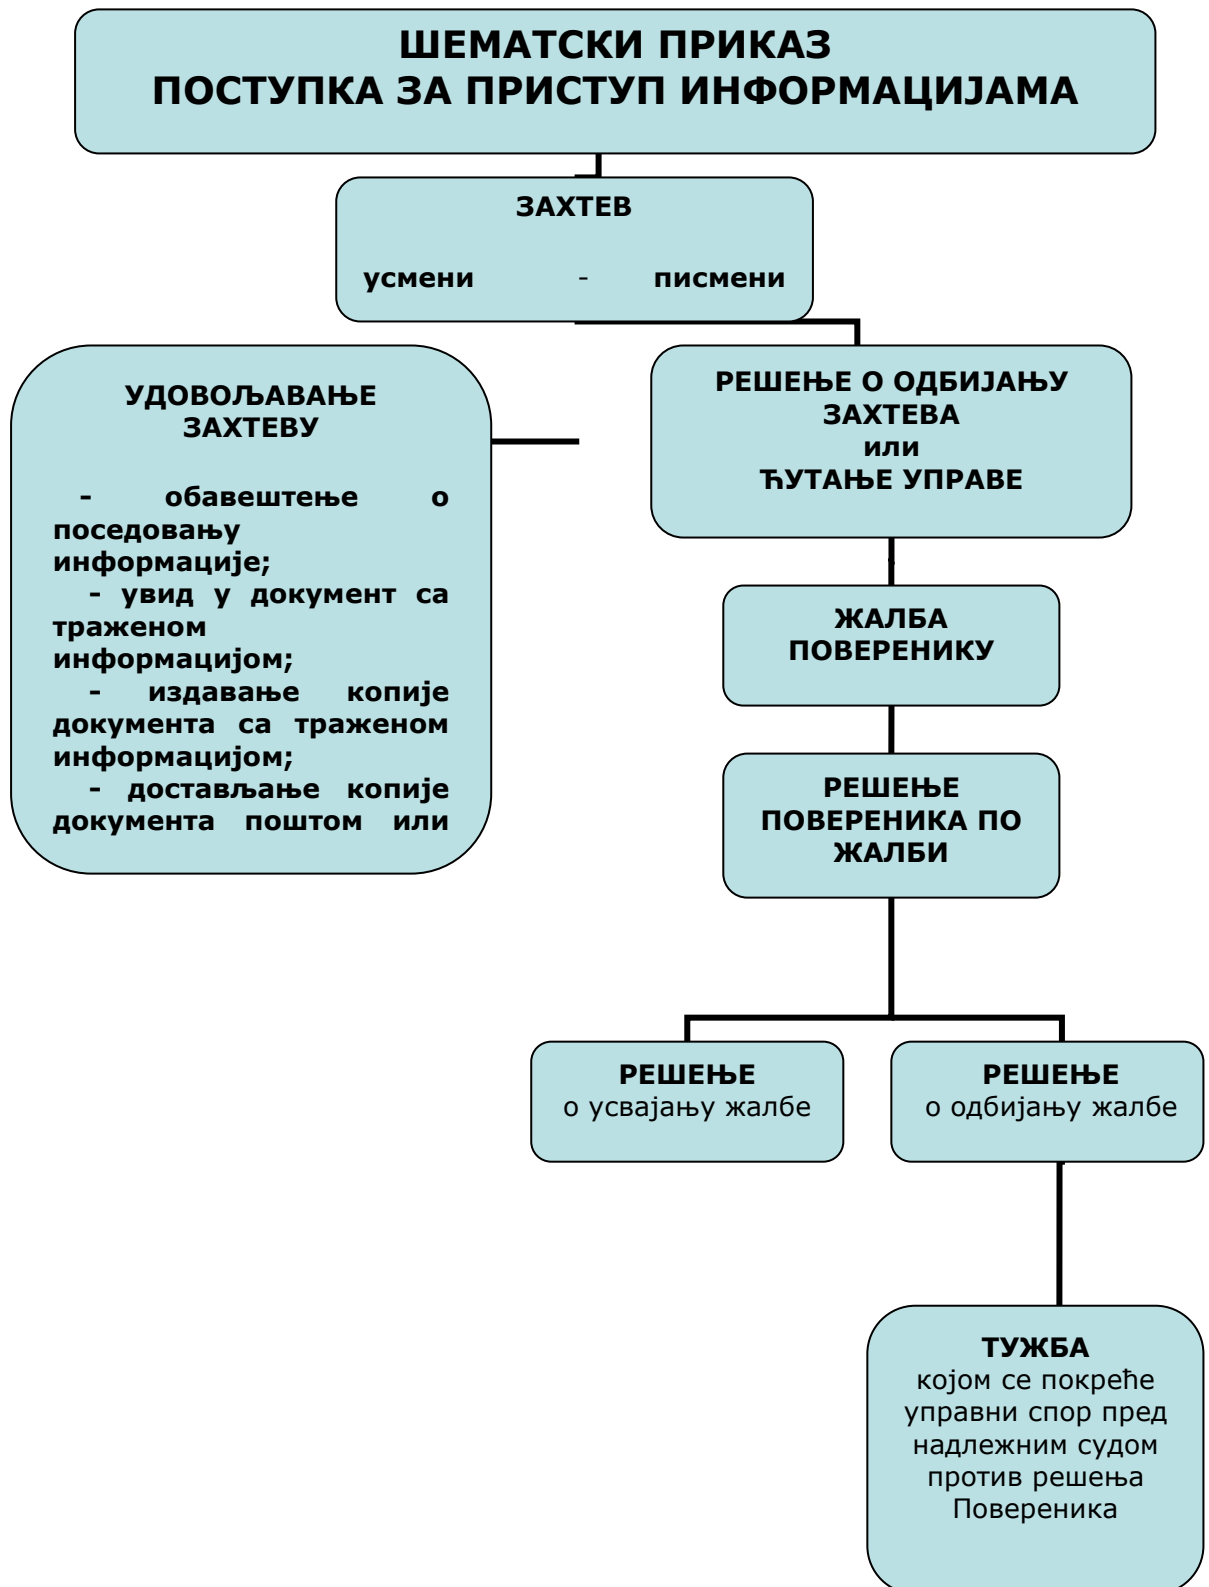 ШЕМАТСКИ ПРИКАЗ
ПОСТУПКА ЗА ПРИСТУП ИНФОРМАЦИЈАМА
ЗАХТЕВ
усмени - писмени
УДОВОЉАВАЊЕ
ЗАХТЕВУ
- обавештење о
поседовању
информације;
- увид у документ са
траженом
информацијом;
- издавање копије
документа са траженом
информацијом;
- достављање копије
документа поштом или
РЕШЕЊЕ О ОДБИЈАЊУ
ЗАХТЕВА
или
ЋУТАЊЕ УПРАВЕ
ЖАЛБА
ПОВЕРЕНИКУ
РЕШЕЊЕ
ПОВЕРЕНИКА ПО
ЖАЛБИ
РЕШЕЊЕ
о усвајању жалбе
РЕШЕЊЕ
о одбијању жалбе
ТУЖБА
којом се покреће
управни спор пред
надлежним судом
против решења
Повереника